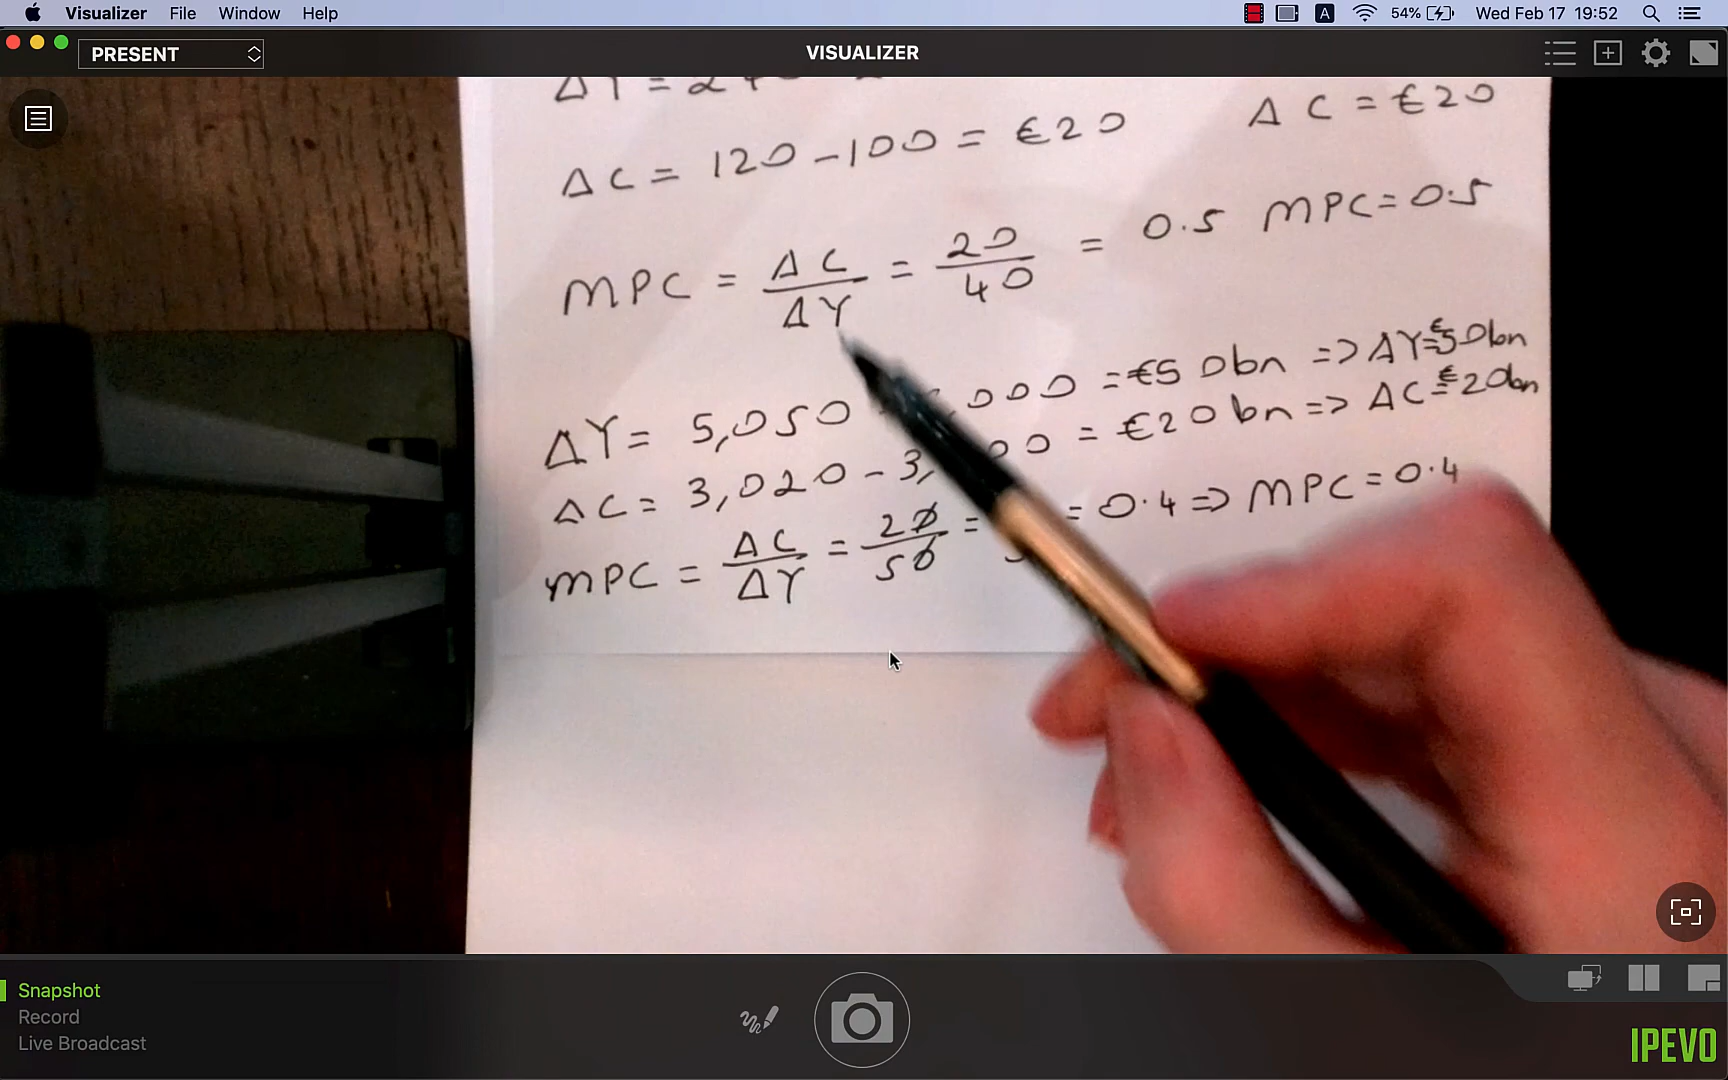 Visualizer File Window Help 54% Wed Feb 17 19:52
PRESENT VISUALIZER
ΔC = €20
ΔC = 120 - 100 = €20
MPC = ΔC/ΔY = 20/40 = 0.5 MPC = 0.5
ΔY = 5,050 ,000 = €50bn => ΔY = €50bn
ΔC = 3,020 - 3, 00 = €20bn => ΔC = €20bn
MPC = ΔC/ΔY = 20/50 = = 0.4 => MPC = 0.4
Snapshot
Record
Live Broadcast
IPEVO